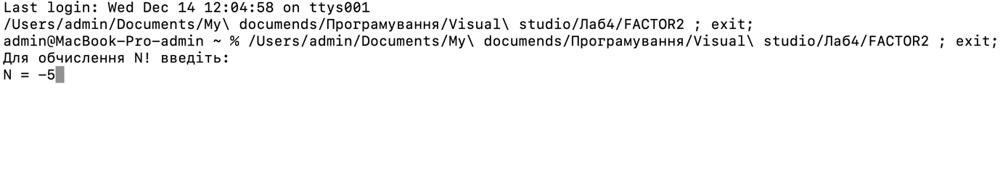 Last login: Wed Dec 14 12:04:58 on ttys001
/Users/admin/Documents/My\ documends/Програмування/Visual\ studio/Лаб4/FACTOR2 ; exit;
admin@MacBook-Pro-admin ~ % /Users/admin/Documents/My\ documends/Програмування/Visual\ studio/Лаб4/FACTOR2 ; exit;
Для обчислення N! введіть:
N = -5